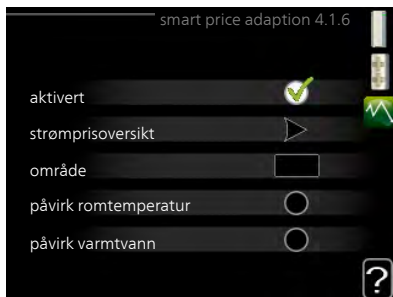 smart price adaption 4.1.6
aktivert
strømprisoversikt
område
påvirk romtemperatur
påvirk varmtvann
?